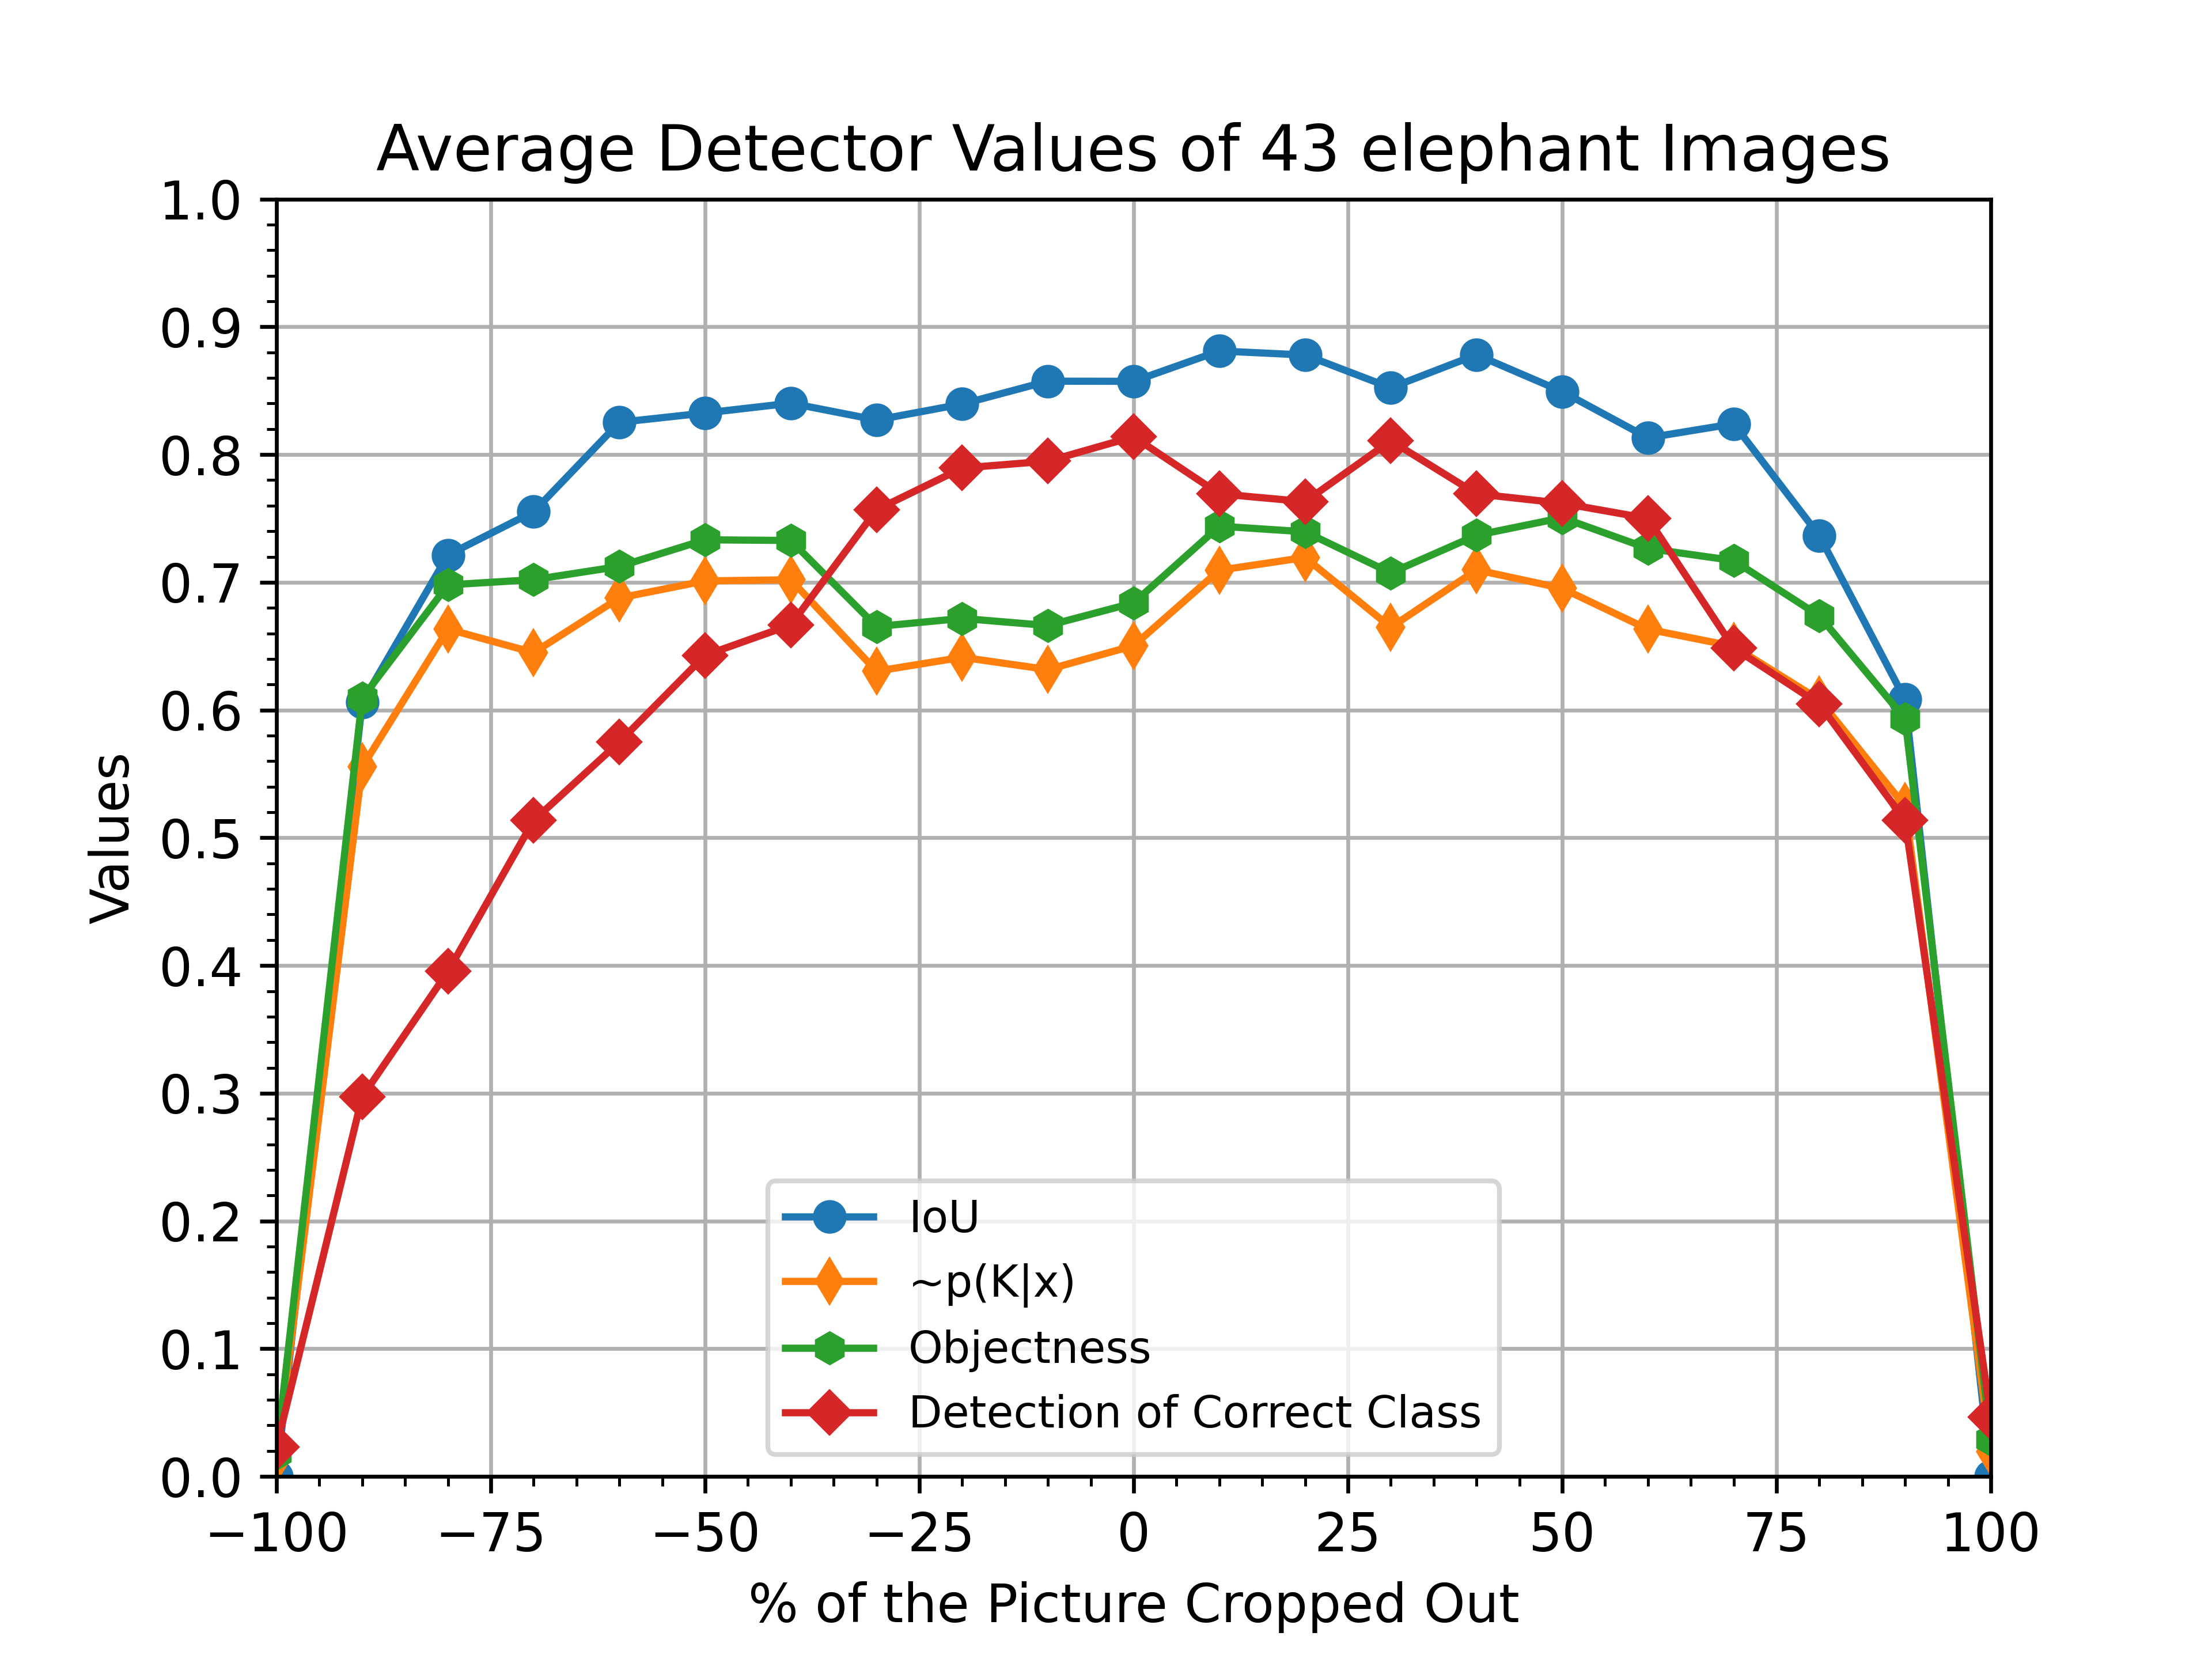 Average Detector Values of 43 elephant Images
1.0
0.9
0.8
0.7
0.6
0.5
0.4
0.3
0.2
0.1
0.0
Values
IoU
~p(K|x)
Objectness
Detection of Correct Class
−100 −75 −50 −25 0 25 50 75 100
% of the Picture Cropped Out